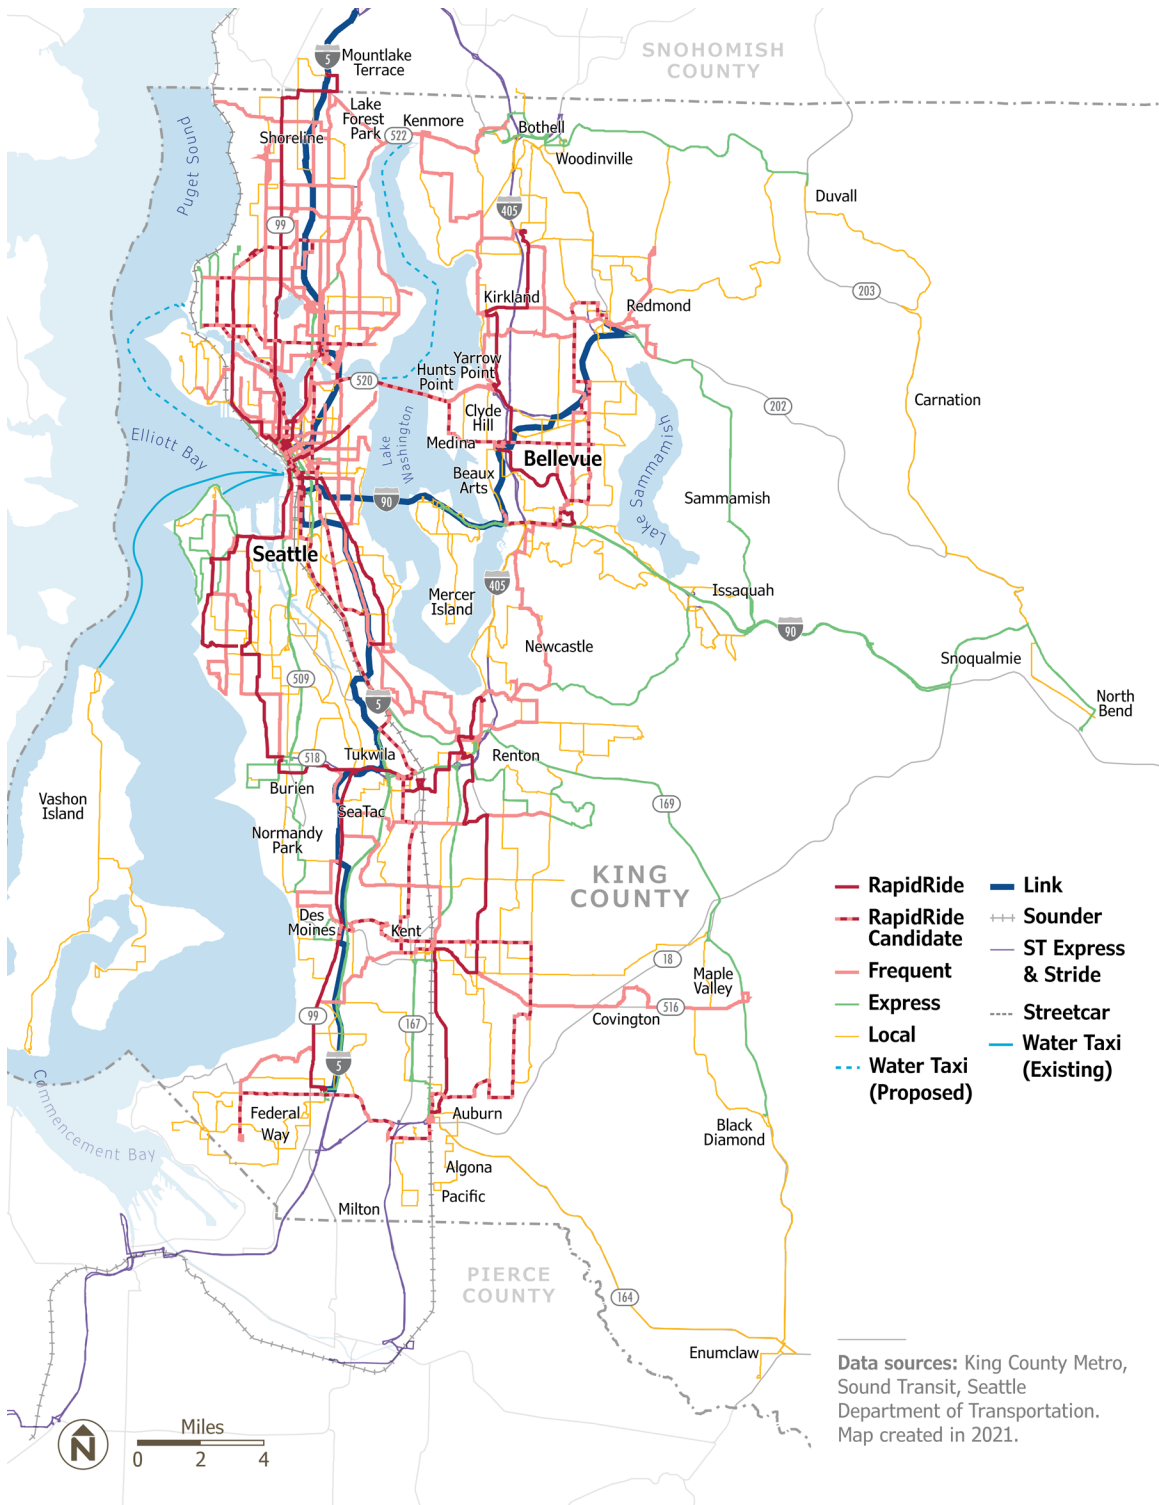 SNOHOMISH
COUNTY
5
Mountlake
Terrace
Puget Sound
Lake
Forest
Park
Kenmore
522
Shoreline
Bothell
Woodinville
405
Duvall
99
203
Kirkland
Redmond
Yarrow
Point
Hunts
Point
520
202
Carnation
Clyde
Hill
Elliott Bay
Lake
Washington
Medina
Bellevue
Lake Sammamish
Beaux
Arts
90
Sammamish
Seattle
405
Mercer
Island
Issaquah
90
Newcastle
Snoqualmie
509
5
North
Bend
518
Tukwila
Renton
Burien
Vashon
Island
SeaTac
169
Normandy
Park
KING
COUNTY
Des
Moines
Kent
18
Maple
Valley
99
167
516
Covington
5
Commencement Bay
Federal
Way
Auburn
Black
Diamond
Algona
Pacific
Milton
PIERCE
COUNTY
164
Enumclaw
RapidRide
RapidRide
Candidate
Frequent
Express
Local
Water Taxi
(Proposed)
Link
Sounder
ST Express
& Stride
Streetcar
Water Taxi
(Existing)
Data sources: King County Metro,
Sound Transit, Seattle
Department of Transportation.
Map created in 2021.
N
Miles
0 2 4